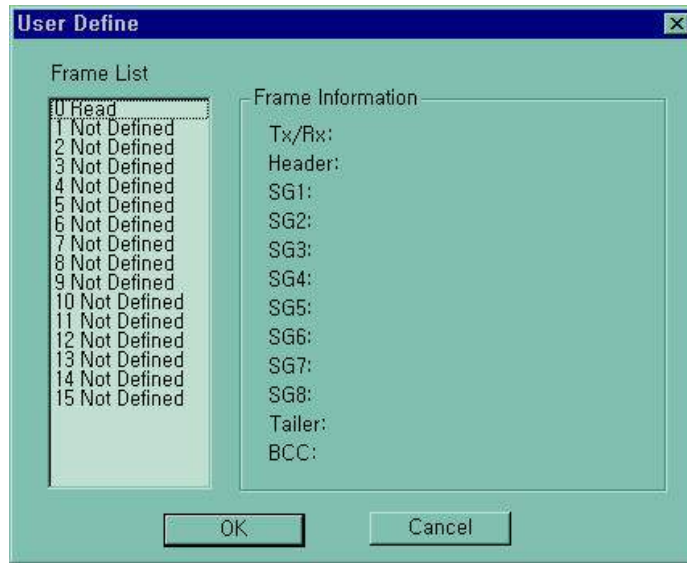 User Define
Frame List
0 Read
1 Not Defined
2 Not Defined
3 Not Defined
4 Not Defined
5 Not Defined
6 Not Defined
7 Not Defined
8 Not Defined
9 Not Defined
10 Not Defined
11 Not Defined
12 Not Defined
13 Not Defined
14 Not Defined
15 Not Defined
Frame Information
Tx/Rx:
Header:
SG1:
SG2:
SG3:
SG4:
SG5:
SG6:
SG7:
SG8:
Tailer:
BCC:
OK
Cancel